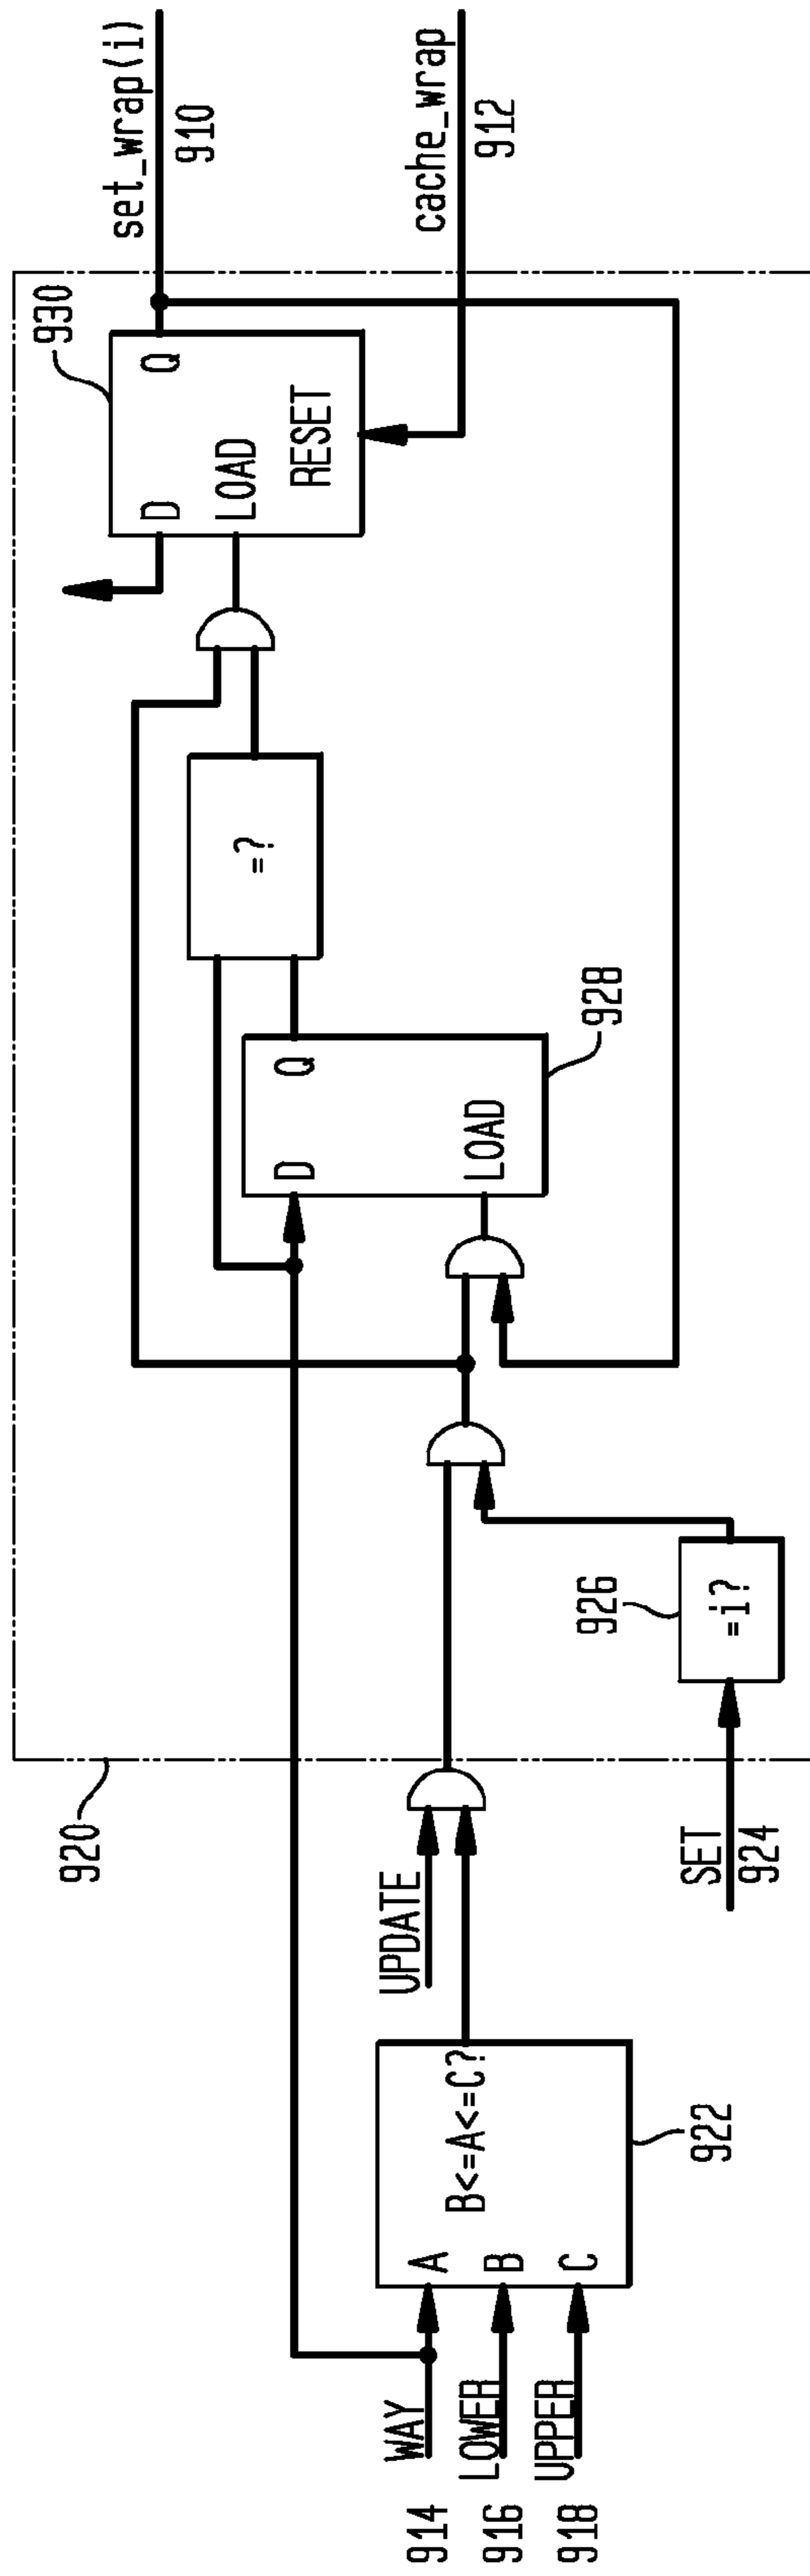 set_wrap(i)
910
cache_wrap
912
930
D
Q
LOAD
RESET
=?
D
Q
LOAD
928
926
=i?
920
UPDATE
SET
924
A
B<=A<=C?
B
C
922
WAY
914
LOWER
916
UPPER
918